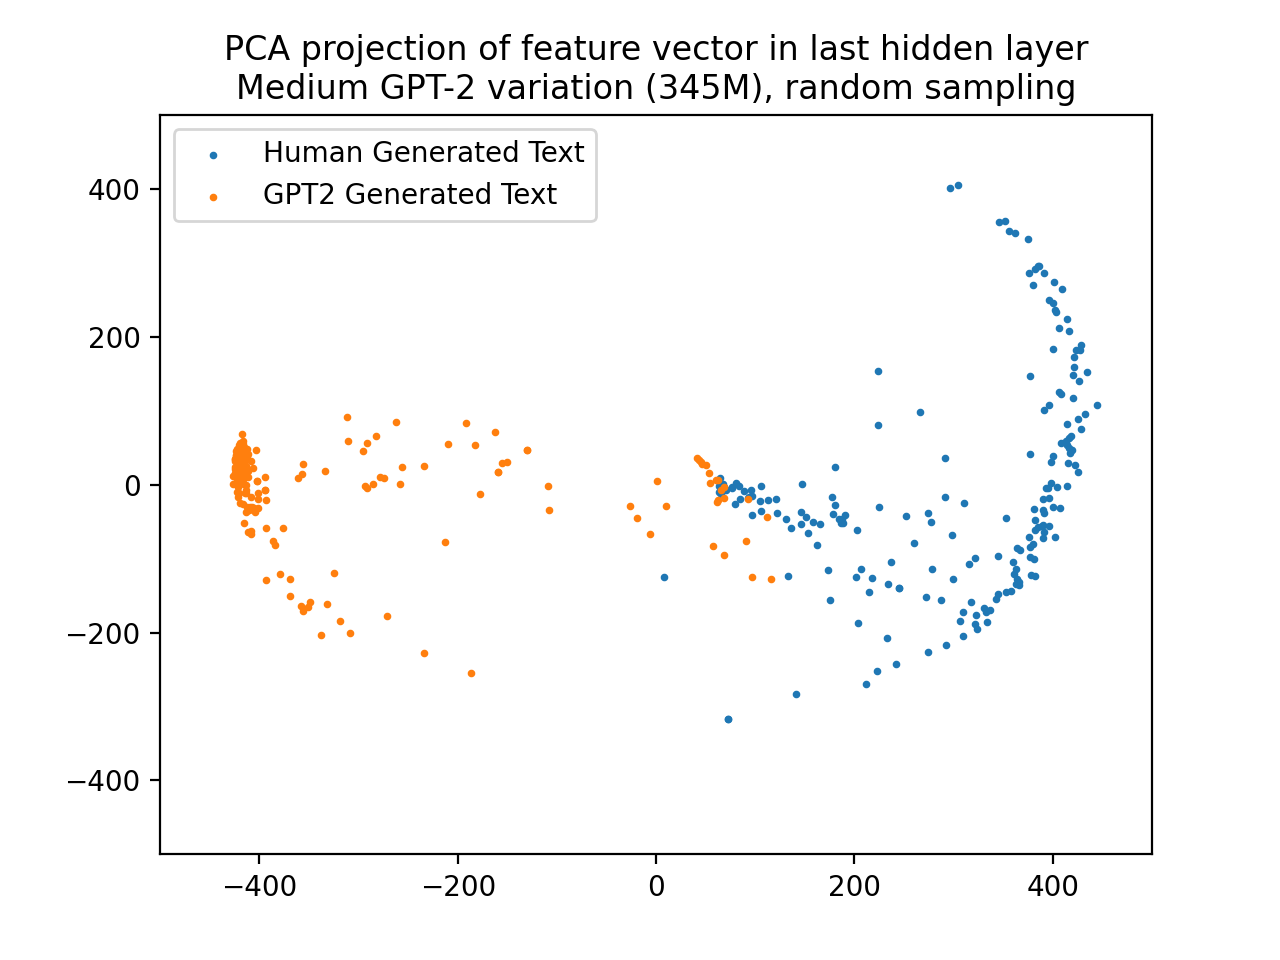 PCA projection of feature vector in last hidden layer
Medium GPT-2 variation (345M), random sampling
Human Generated Text
GPT2 Generated Text
400
200
0
−200
−400
−400 −200 0 200 400